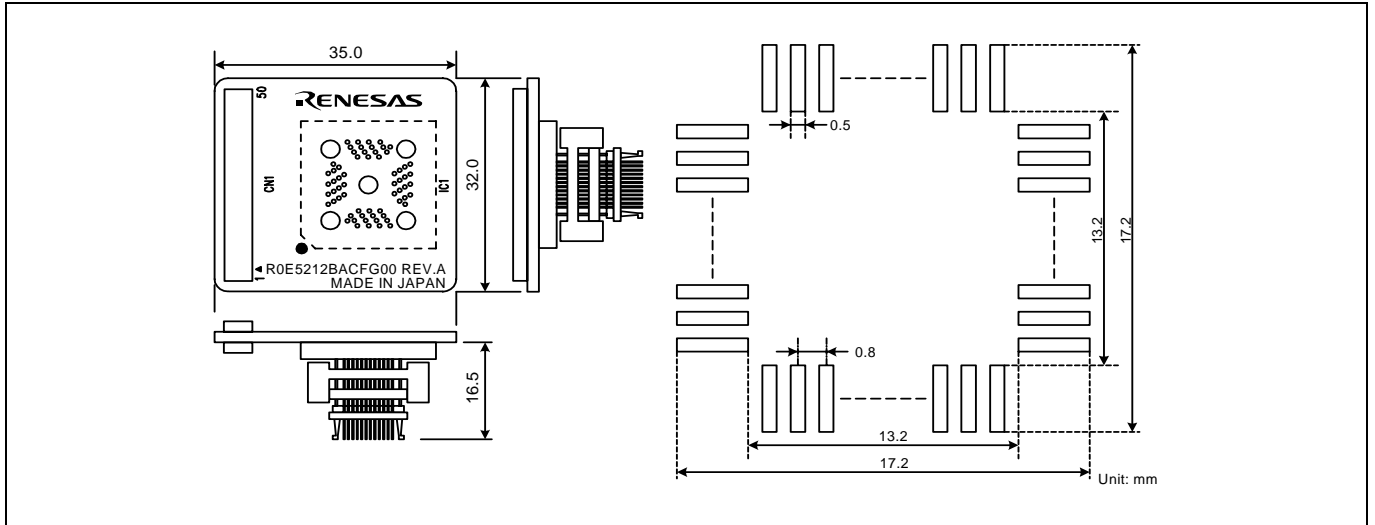 35.0
50
RENESAS
CN1
IC1
32.0
1
R0E5212BACFG00 REV.A
MADE IN JAPAN
16.5
0.5
13.2
17.2
0.8
13.2
17.2
Unit: mm